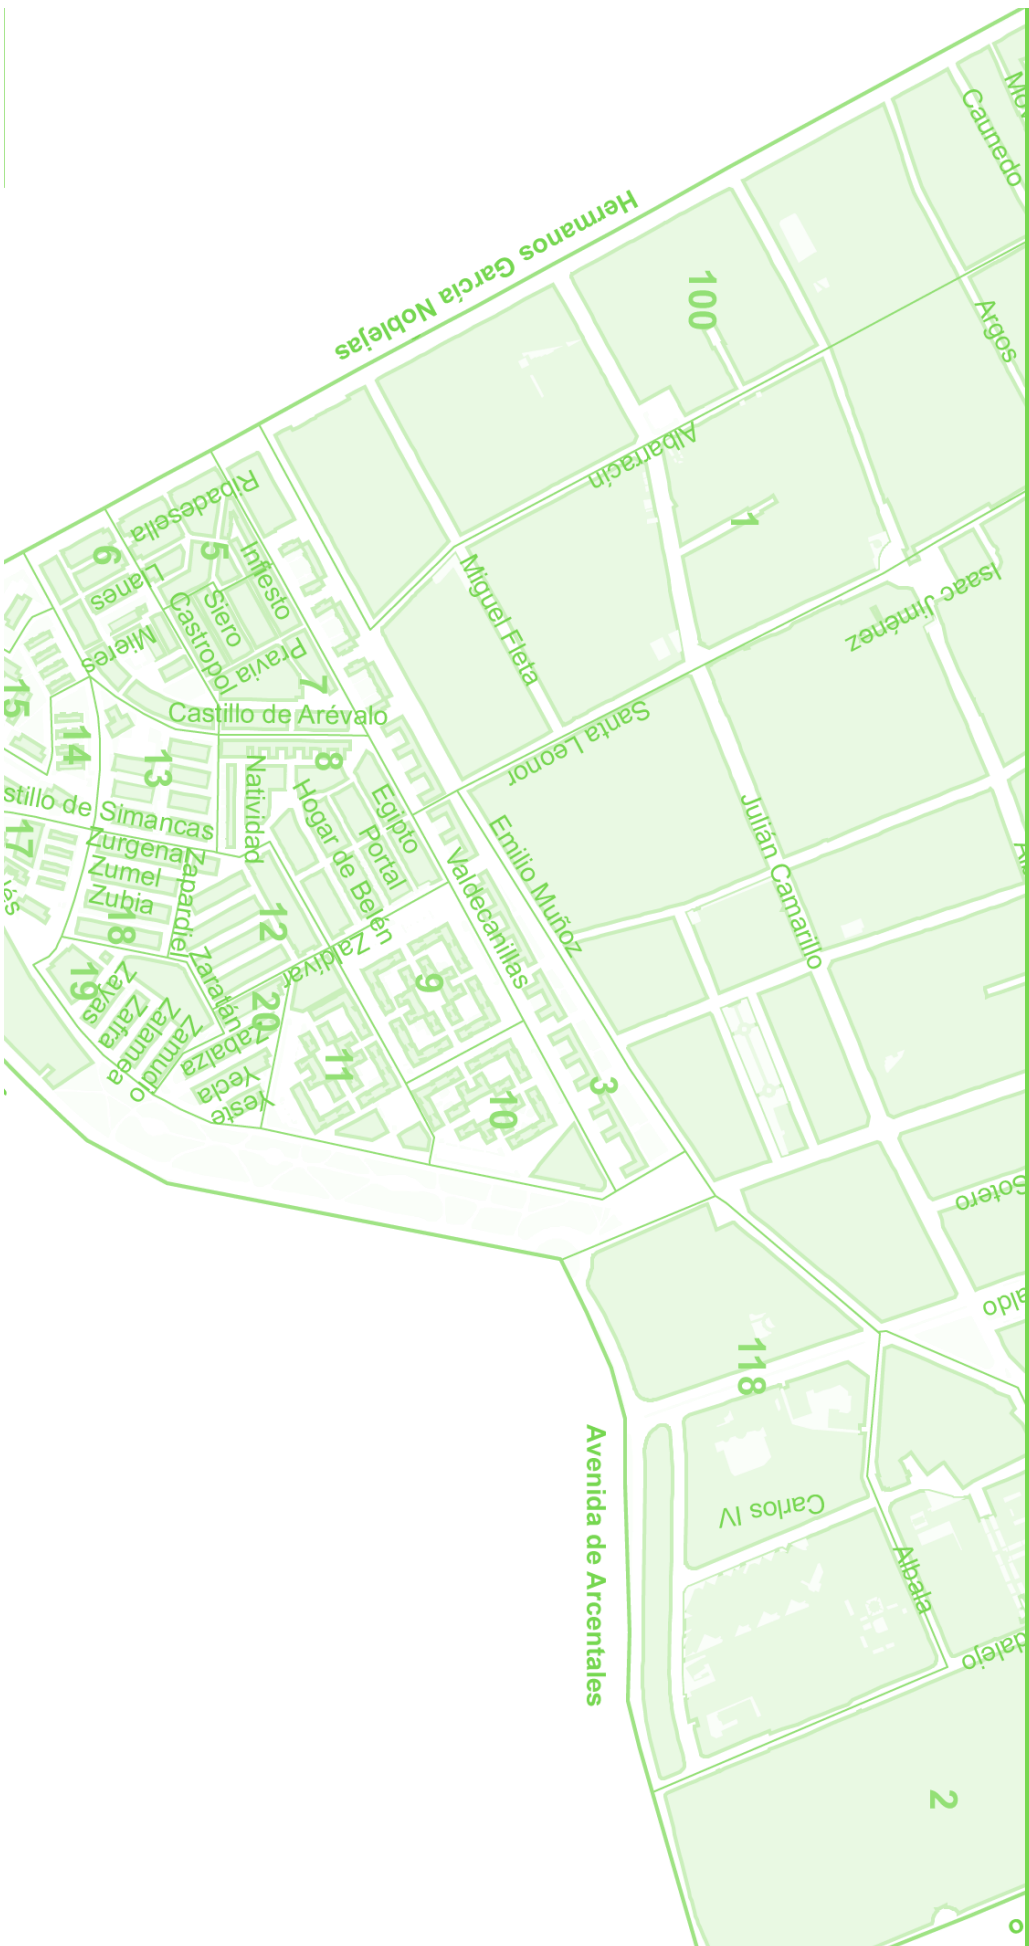 Caunedo
Hermanos García Noblejas
100
Argos
Albarracín
1
Ribadesella
5
6
Infiesto
Llanes
Siero
Castropol
Mieres
Pravia
7
Miguel Fleta
Isaac Jiménez
15
14
13
Castillo de Arévalo
Santa Leonor
8
Natividad
Hogar de Belén
Egipto
Portal
stillo de Simancas
17
Zurgena
Zumel
Zubia
18
Zapardiel
12
Emilio Muñoz
Valdecanillas
Julián Camarillo
Zaldívar
9
19
Zayas
Zafra
Zalamea
Zamudio
Zaratán
20
Zabalza
Yecla
Yeste
11
10
3
Sotero
aldo
118
Avenida de Arcentales
Carlos IV
Albala
dalejo
2
o